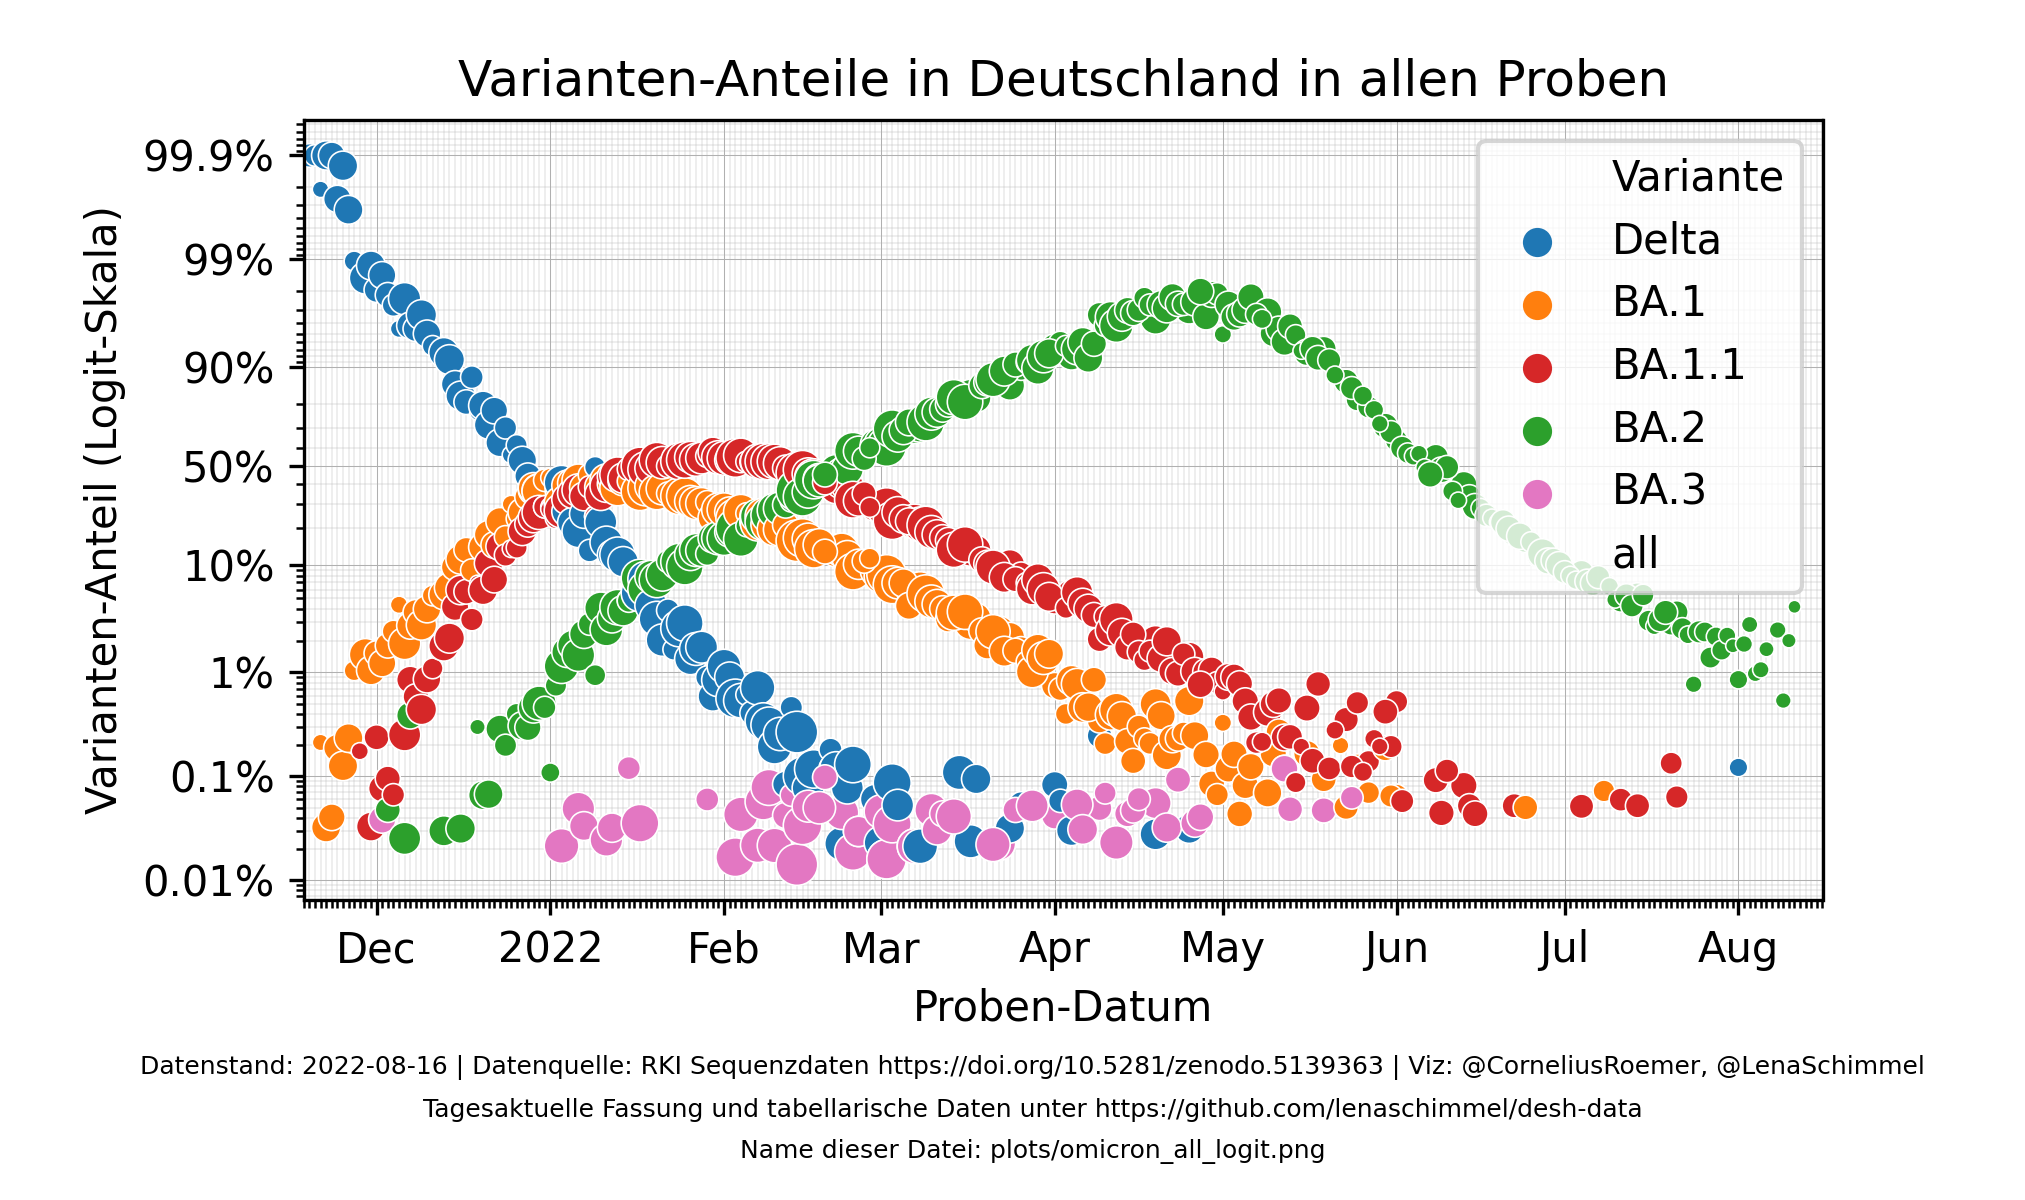 Varianten-Anteile in Deutschland in allen Proben
Varianten-Anteil (Logit-Skala)
99.9%
99%
90%
50%
10%
1%
0.1%
0.01%
Variante
Delta
BA.1
BA.1.1
BA.2
BA.3
all
Dec 2022 Feb Mar Apr May Jun Jul Aug
Proben-Datum
Datenstand: 2022-08-16 | Datenquelle: RKI Sequenzdaten https://doi.org/10.5281/zenodo.5139363 | Viz: @CorneliusRoemer, @LenaSchimmel
Tagesaktuelle Fassung und tabellarische Daten unter https://github.com/lenaschimmel/desh-data
Name dieser Datei: plots/omicron_all_logit.png